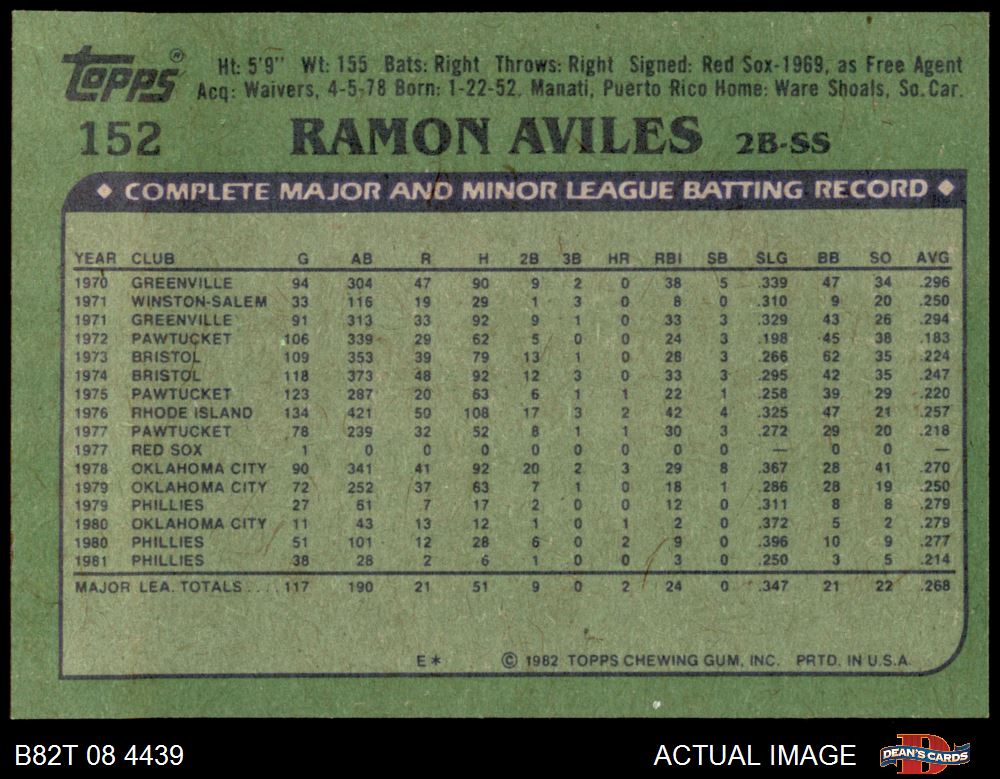 Topps®
Ht: 5'9" Wt: 155 Bats: Right Throws: Right Signed: Red Sox-1969, as Free Agent
Acq: Waivers, 4-5-78 Born: 1-22-52, Manati, Puerto Rico Home: Ware Shoals, So. Car.
152 RAMON AVILES 2B-SS
◆ COMPLETE MAJOR AND MINOR LEAGUE BATTING RECORD ◆
YEAR CLUB G AB R H 2B 3B HR RBI SB SLG BB SO AVG
1970 GREENVILLE 94 304 47 90 9 2 0 38 5 .339 47 34 .296
1971 WINSTON-SALEM 33 116 19 29 1 3 0 8 0 .310 9 20 .250
1971 GREENVILLE 91 313 33 92 9 1 0 33 3 .329 43 26 .294
1972 PAWTUCKET 106 339 29 62 5 0 0 24 3 .198 45 38 .183
1973 BRISTOL 109 353 39 79 13 1 0 28 3 .266 62 35 .224
1974 BRISTOL 118 373 48 92 12 3 0 33 3 .295 42 35 .247
1975 PAWTUCKET 123 287 20 63 6 1 1 22 1 .258 39 29 .220
1976 RHODE ISLAND 134 421 50 108 17 3 2 42 4 .325 47 21 .257
1977 PAWTUCKET 78 239 32 52 8 1 1 30 3 .272 29 20 .218
1977 RED SOX 1 0 0 0 0 0 0 0 0 — 0 0 —
1978 OKLAHOMA CITY 90 341 41 92 20 2 3 29 8 .367 28 41 .270
1979 OKLAHOMA CITY 72 252 37 63 7 1 0 18 1 .286 28 19 .250
1979 PHILLIES 27 61 7 17 2 0 0 12 0 .311 8 8 .279
1980 OKLAHOMA CITY 11 43 13 12 1 0 1 2 0 .372 5 2 .279
1980 PHILLIES 51 101 12 28 6 0 2 9 0 .396 10 9 .277
1981 PHILLIES 38 28 2 6 1 0 0 3 0 .250 3 5 .214
MAJOR LEA. TOTALS .... 117 190 21 51 9 0 2 24 0 .347 21 22 .268
E* © 1982 TOPPS CHEWING GUM, INC. PRTD. IN U.S.A.
B82T 08 4439 ACTUAL IMAGE DEAN'S CARDS